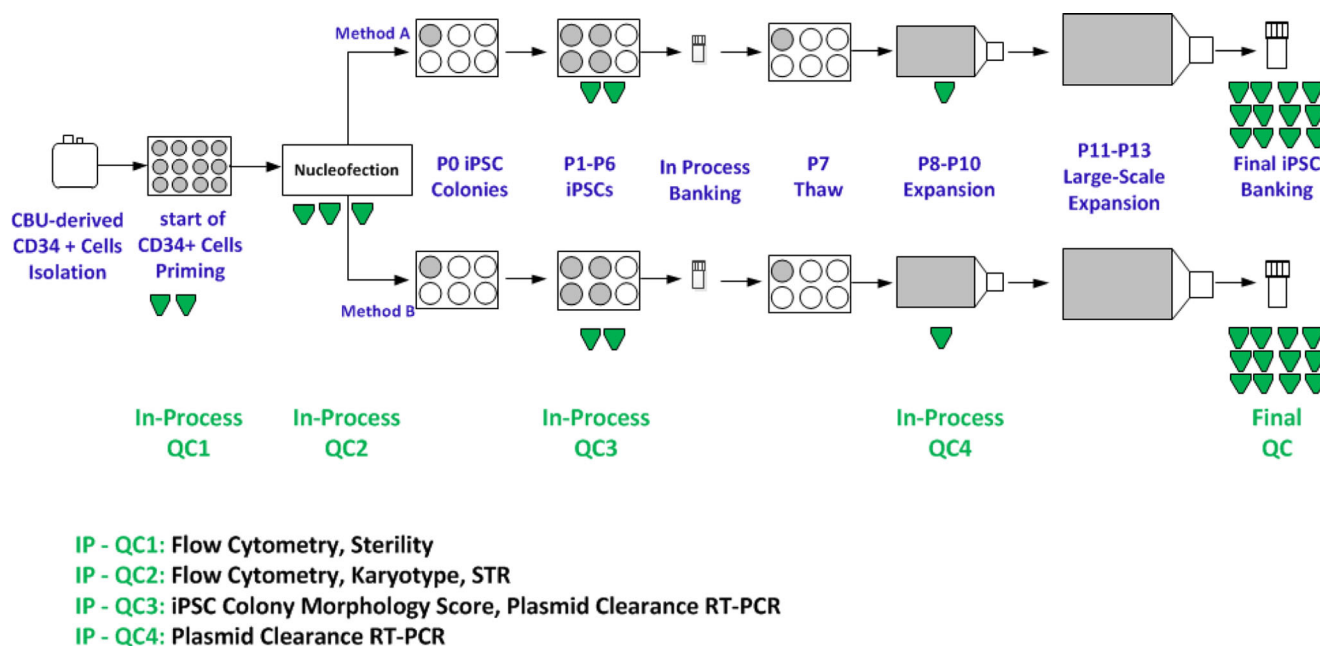 Method A
Nucleofection
P0 iPSC
Colonies
P1-P6
iPSCs
In Process
Banking
P7
Thaw
P8-P10
Expansion
P11-P13
Large-Scale
Expansion
Final iPSC
Banking
CBU-derived
CD34 + Cells
Isolation
start of
CD34+ Cells
Priming
Method B
In-Process
QC1
In-Process
QC2
In-Process
QC3
In-Process
QC4
Final
QC
IP - QC1: Flow Cytometry, Sterility
IP - QC2: Flow Cytometry, Karyotype, STR
IP - QC3: iPSC Colony Morphology Score, Plasmid Clearance RT-PCR
IP - QC4: Plasmid Clearance RT-PCR